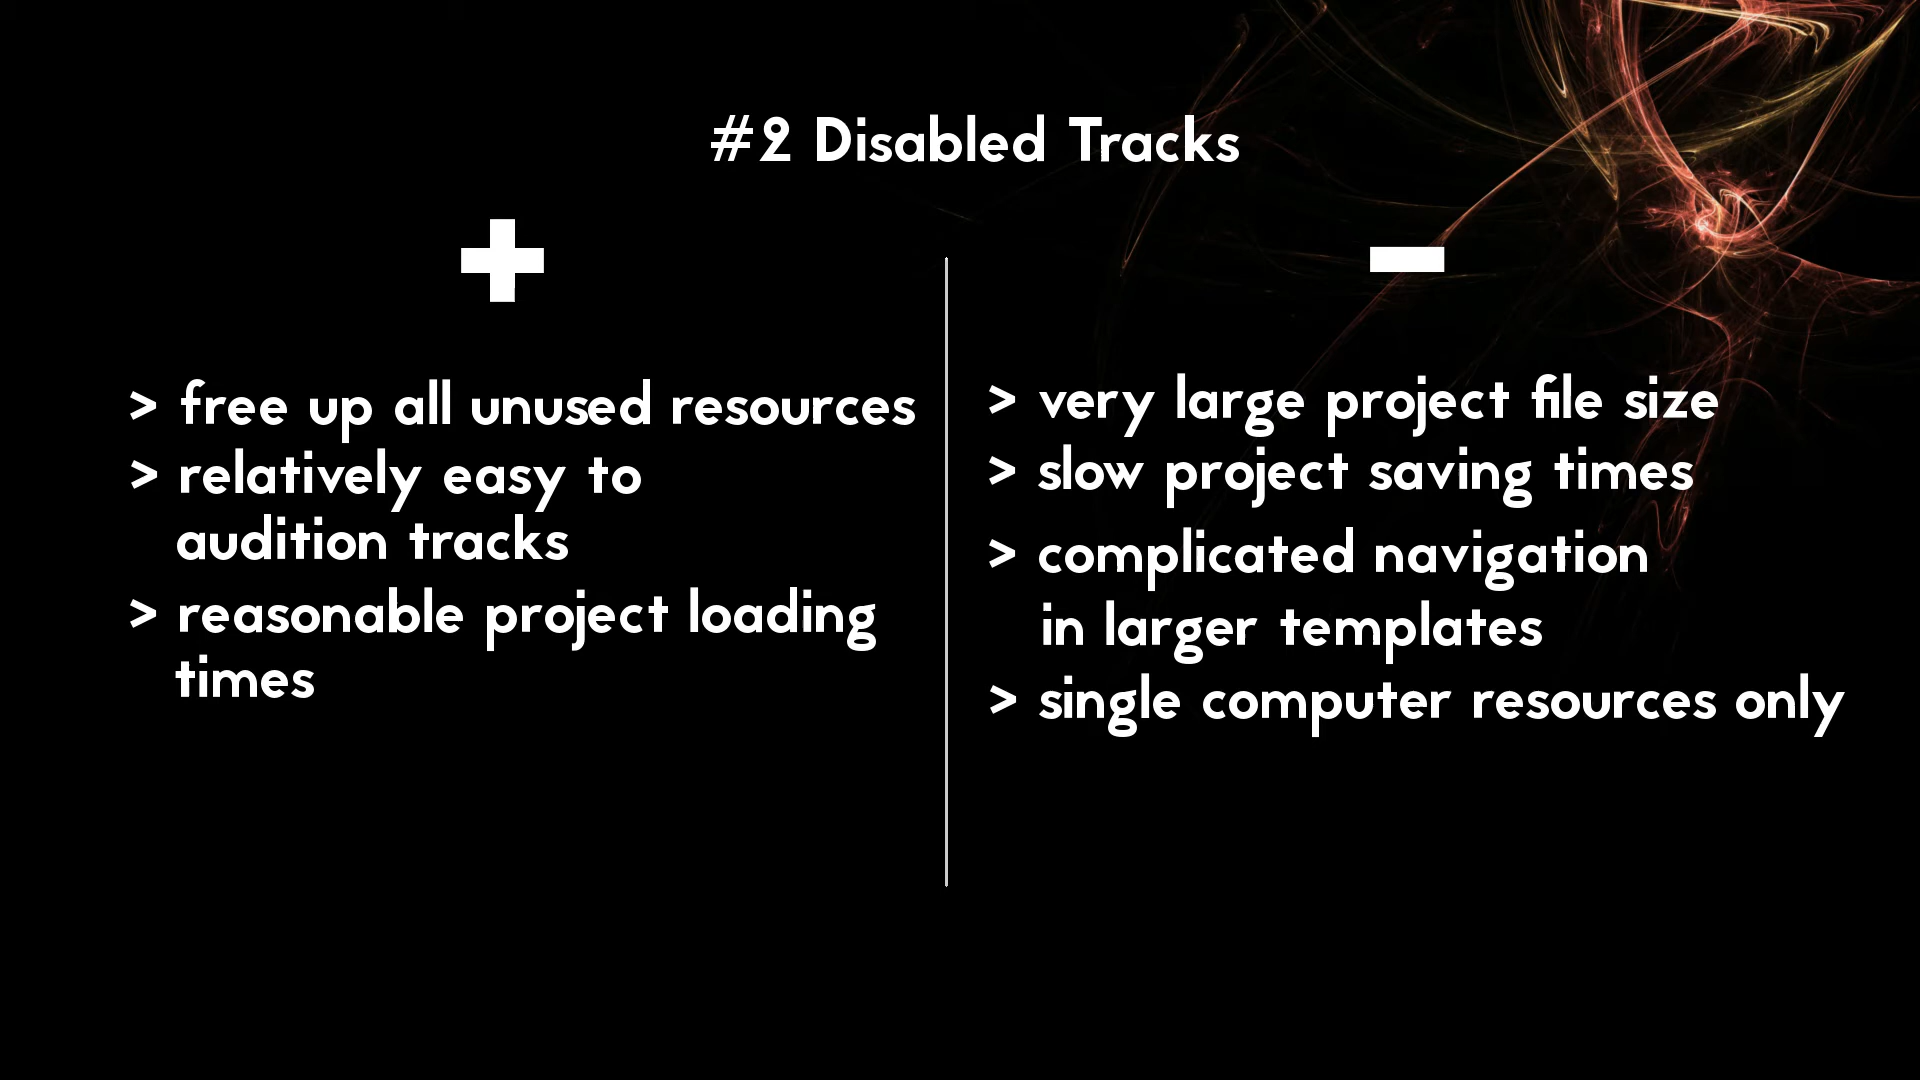 #2 Disabled Tracks
+
> free up all unused resources
> relatively easy to
audition tracks
> reasonable project loading
times
-
> very large project file size
> slow project saving times
> complicated navigation
in larger templates
> single computer resources only